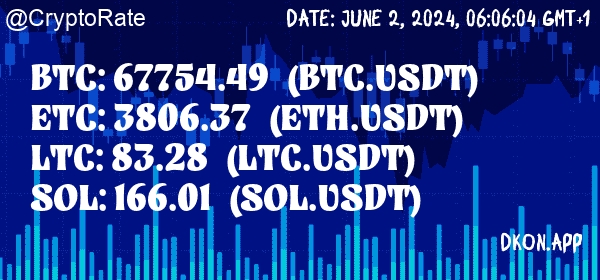 @CryptoRate
DATE: JUNE 2, 2024, 06:06:04 GMT+1
BTC: 67754.49 (BTC.USDT)
ETC: 3806.37 (ETH.USDT)
LTC: 83.28 (LTC.USDT)
SOL: 166.01 (SOL.USDT)
DKON.APP